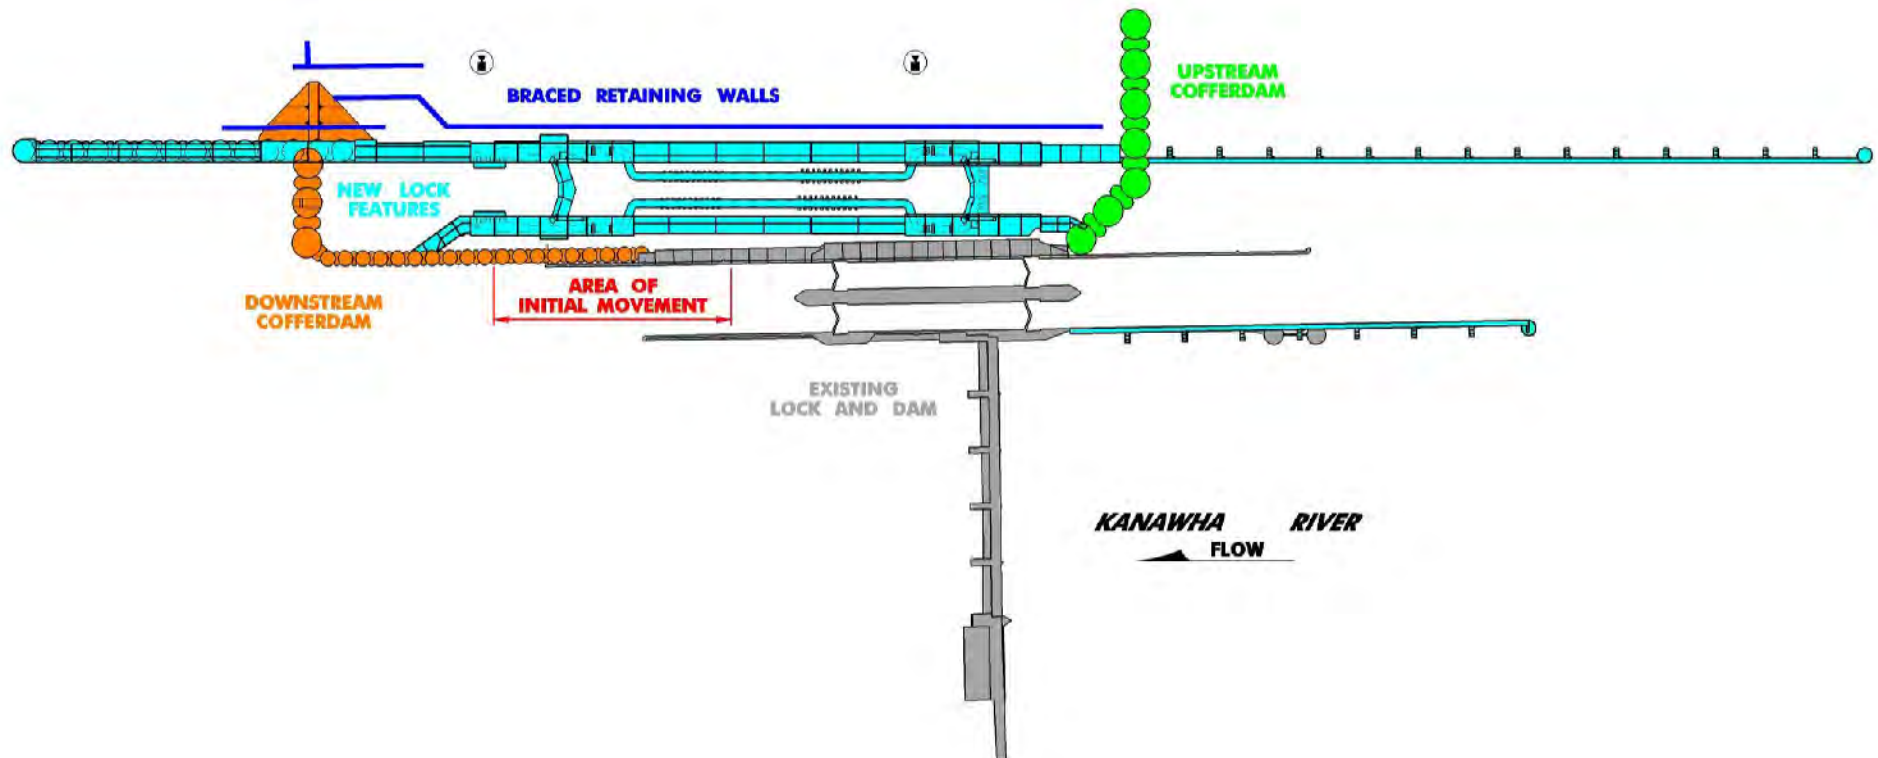 UPSTREAM
COFFERDAM
BRACED RETAINING WALLS
NEW LOCK
FEATURES
AREA OF
INITIAL MOVEMENT
DOWNSTREAM
COFFERDAM
EXISTING
LOCK AND DAM
KANAWHA RIVER
FLOW